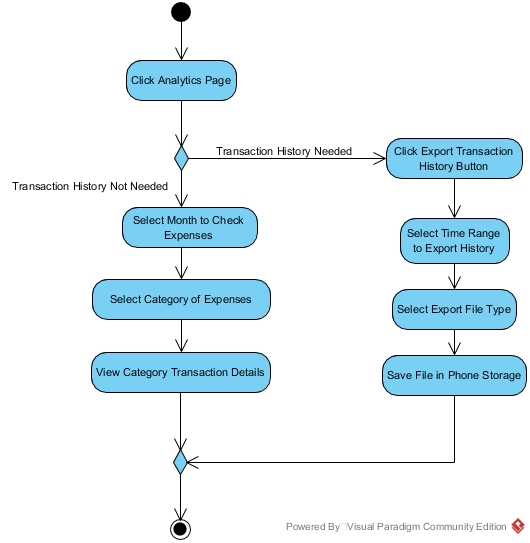 Click Analytics Page
Transaction History Needed
Click Export Transaction
History Button
Transaction History Not Needed
Select Month to Check
Expenses
Select Time Range
to Export History
Select Category of Expenses
Select Export File Type
View Category Transaction Details
Save File in Phone Storage
Powered By Visual Paradigm Community Edition